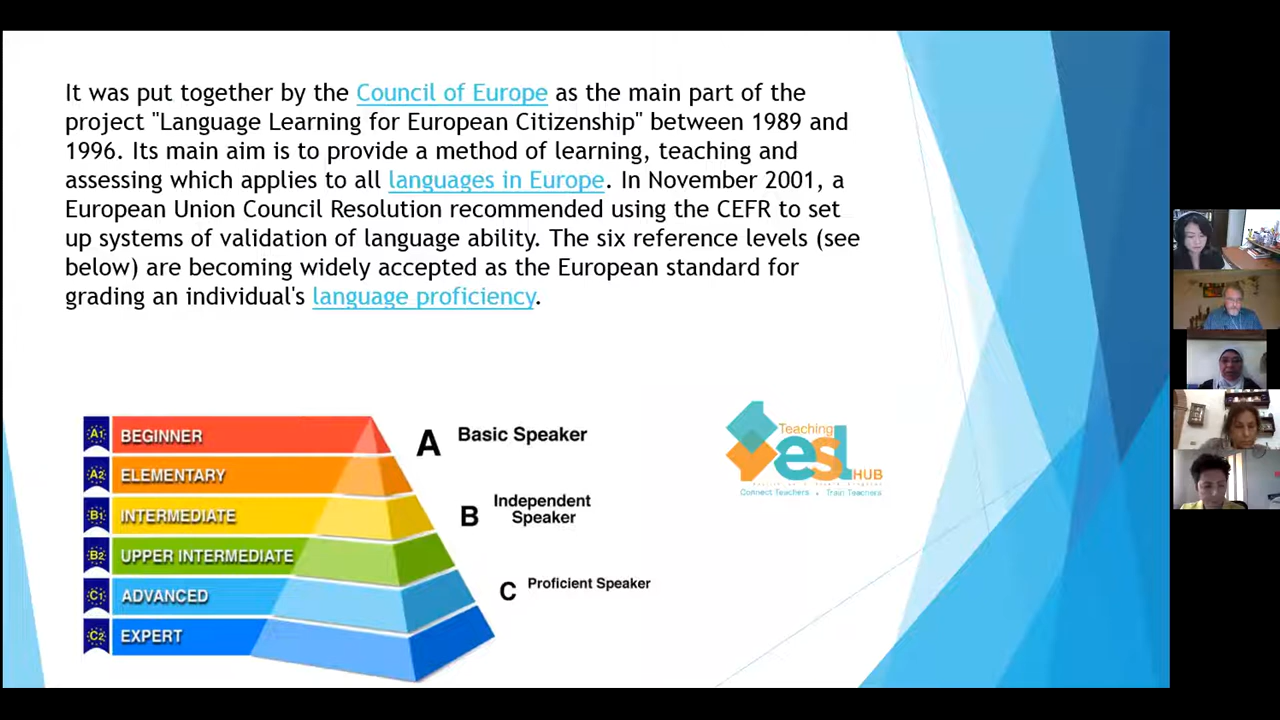 It was put together by the Council of Europe as the main part of the
project "Language Learning for European Citizenship" between 1989 and
1996. Its main aim is to provide a method of learning, teaching and
assessing which applies to all languages in Europe. In November 2001, a
European Union Council Resolution recommended using the CEFR to set
up systems of validation of language ability. The six reference levels (see
below) are becoming widely accepted as the European standard for
grading an individual's language proficiency.
A1 BEGINNER
A2 ELEMENTARY
B1 INTERMEDIATE
B2 UPPER INTERMEDIATE
C1 ADVANCED
C2 EXPERT
A Basic Speaker
B Independent
Speaker
C Proficient Speaker
Teaching
esl
HUB
Connect Teachers . Train Teachers